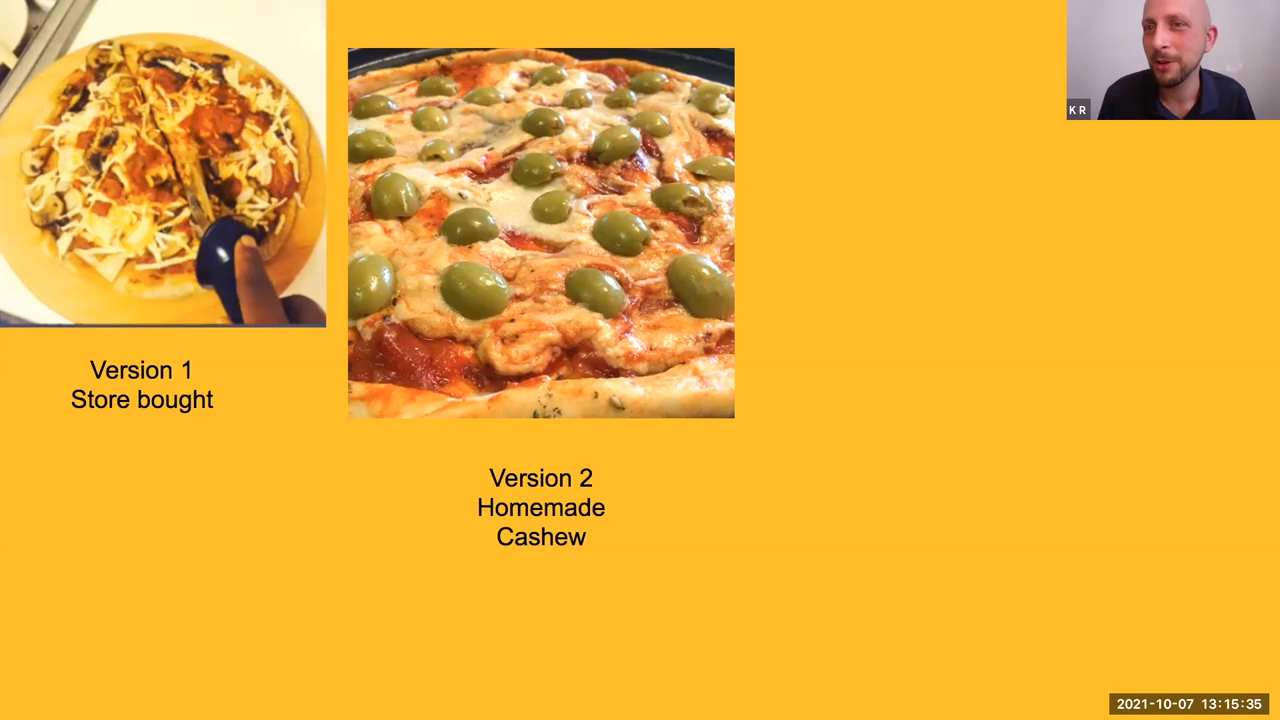 K R
Version 1
Store bought
Version 2
Homemade
Cashew
2021-10-07 13:15:35